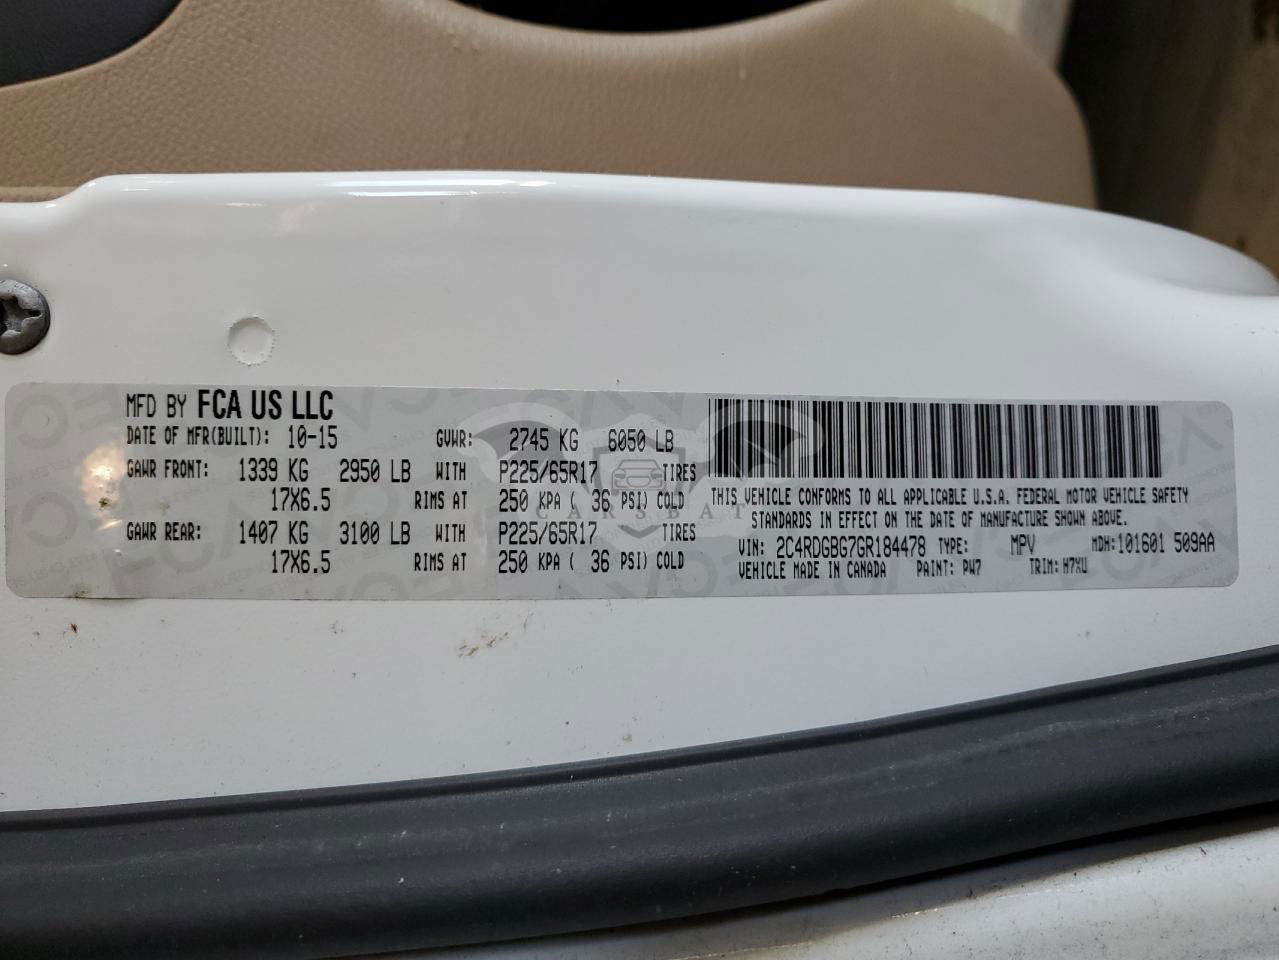 MFD BY FCA US LLC
DATE OF MFR(BUILT): 10-15 GVWR: 2745 KG 6050 LB
GAWR FRONT: 1339 KG 2950 LB WITH P225/65R17 TIRES
17X6.5 RIMS AT 250 KPA ( 36 PSI) COLD
GAWR REAR: 1407 KG 3100 LB WITH P225/65R17 TIRES
17X6.5 RIMS AT 250 KPA ( 36 PSI) COLD
THIS VEHICLE CONFORMS TO ALL APPLICABLE U.S.A. FEDERAL MOTOR VEHICLE SAFETY
STANDARDS IN EFFECT ON THE DATE OF MANUFACTURE SHOWN ABOVE.
VIN: 2C4RDGBG7GR184478 TYPE: MPV MDH: 101601 509AA
VEHICLE MADE IN CANADA PAINT: PW7 TRIM: H7XU
CARSBAT